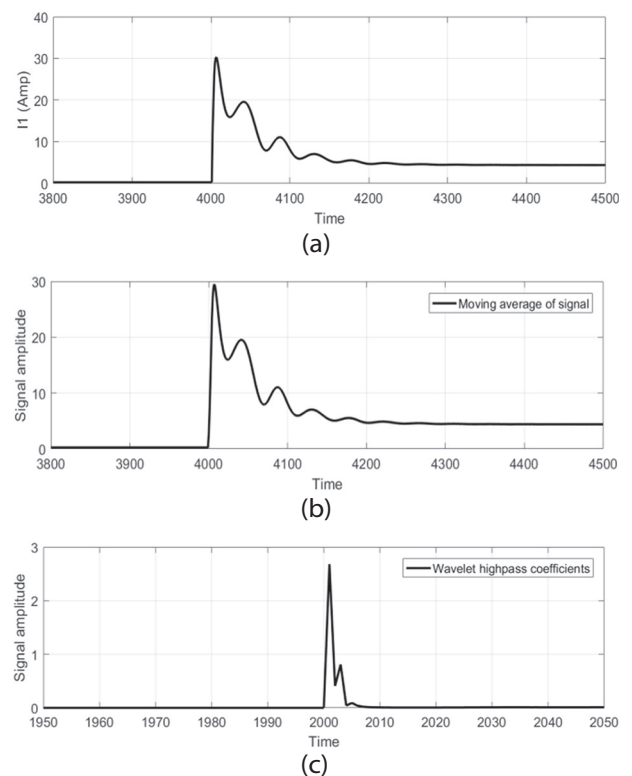 40
30
20
10
0
I1 (Amp)
3800 3900 4000 4100 4200 4300 4400 4500
Time
(a)
30
20
10
0
Signal amplitude
Moving average of signal
3800 3900 4000 4100 4200 4300 4400 4500
Time
(b)
3
2
1
0
Signal amplitude
Wavelet highpass coefficients
1950 1960 1970 1980 1990 2000 2010 2020 2030 2040 2050
Time
(c)